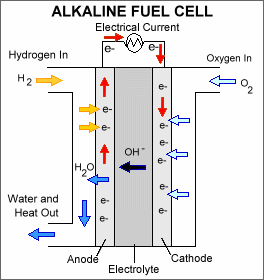 ALKALINE FUEL CELL
Electrical Current
e-
e-
Hydrogen In
Oxygen In
H2
O2
e-
e-
e-
e-
e-
OH-
e-
H2O
e-
e-
e-
e-
Water and
Heat Out
e-
e-
e-
Anode
Cathode
Electrolyte